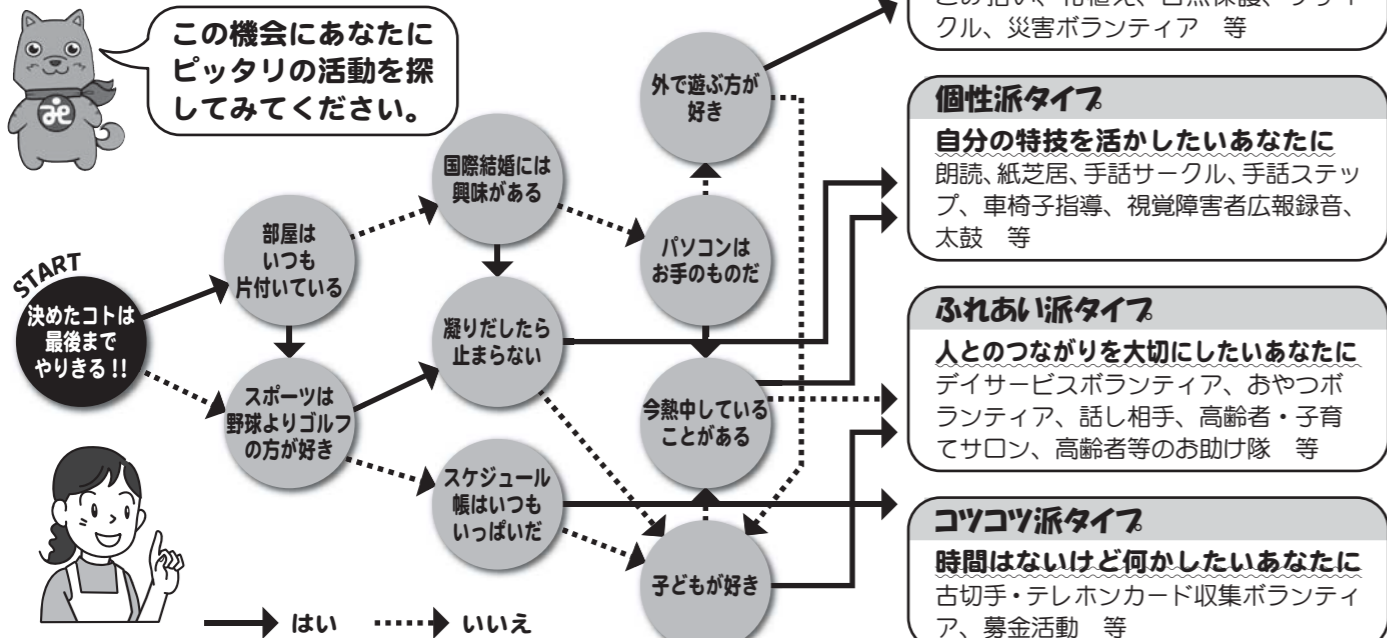 この機会にあなたに
ピッタリの活動を探
してみてください。
START
決めたコトは
最後まで
やりきる!!
部屋は
いつも
片付いている
スポーツは
野球よりゴルフ
の方が好き
国際結婚には
興味がある
凝りだしたら
止まらない
スケジュール
帳はいつも
いっぱいだ
外で遊ぶ方が
好き
パソコンは
お手のものだ
今熱中している
ことがある
子どもが好き
はい
いいえ
クル、災害ボランティア 等
個性派タイプ
自分の特技を活かしたいあなたに
朗読、紙芝居、手話サークル、手話ステッ
プ、車椅子指導、視覚障害者広報録音、
太鼓 等
ふれあい派タイプ
人とのつながりを大切にしたいあなたに
デイサービスボランティア、おやつボ
ランティア、話し相手、高齢者・子育
てサロン、高齢者等のお助け隊 等
コツコツ派タイプ
時間はないけど何かしたいあなたに
古切手・テレホンカード収集ボランティ
ア、募金活動 等